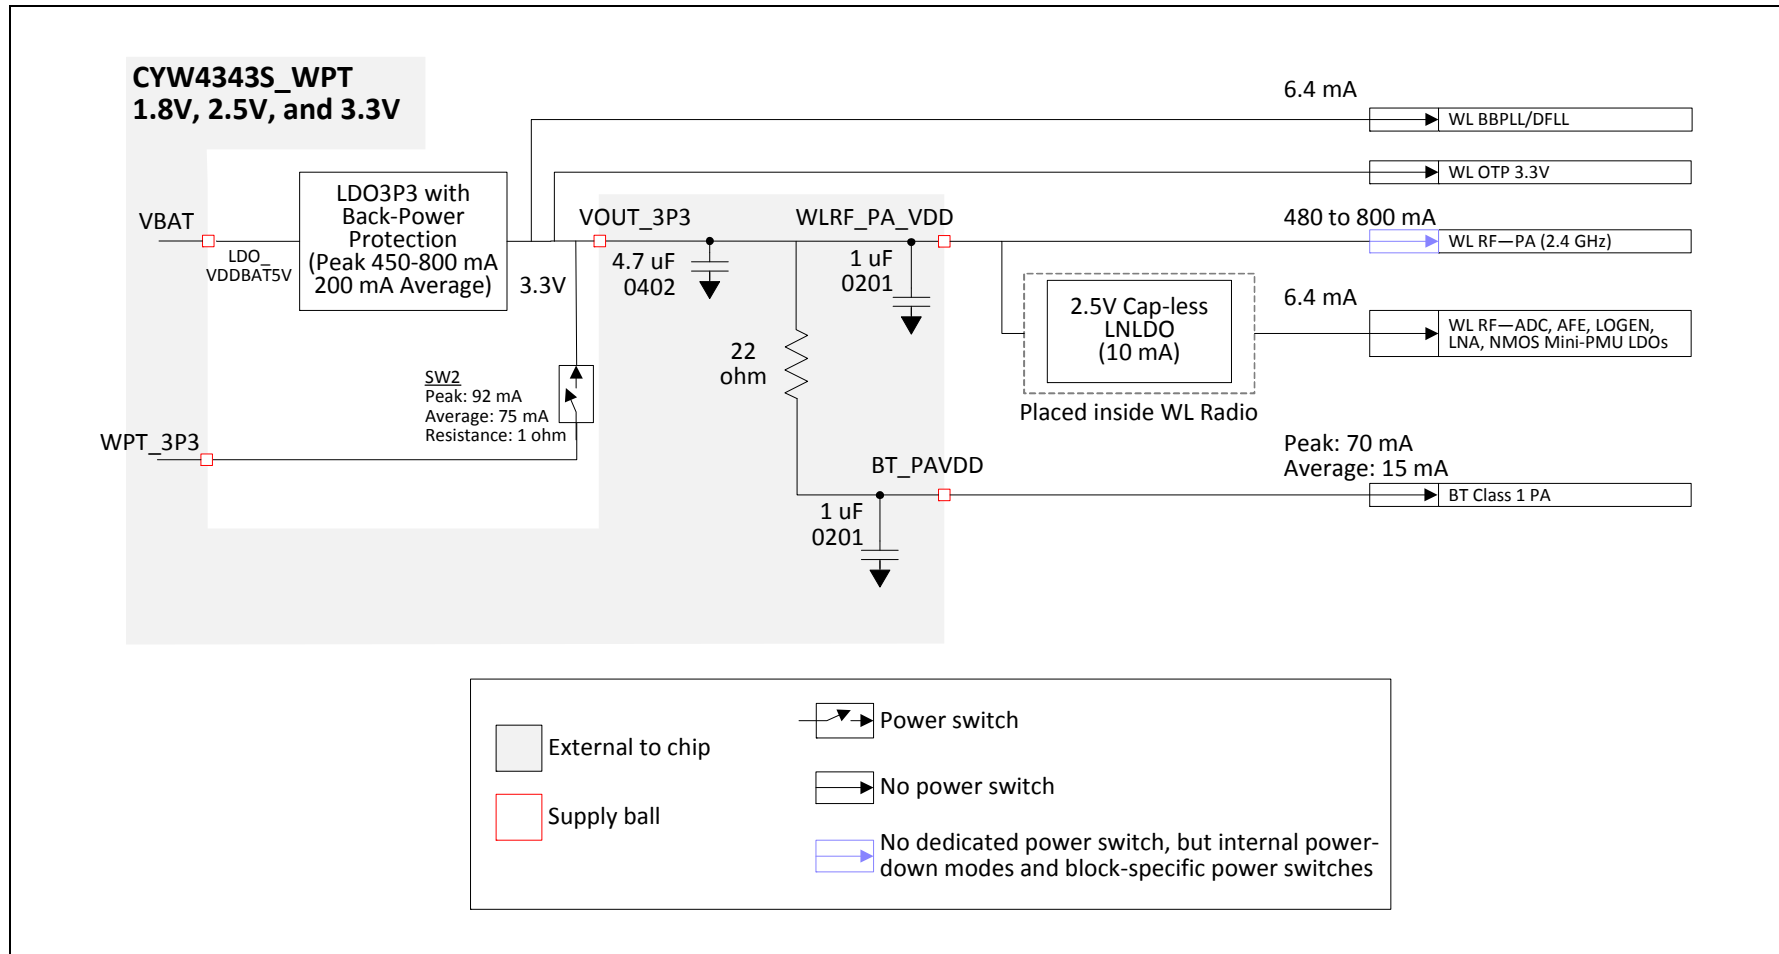 CYW4343S_WPT
1.8V, 2.5V, and 3.3V
6.4 mA
WL BBPLL/DFLL
WL OTP 3.3V
VBAT
LDO_
VDDBAT5V
LDO3P3 with
Back-Power
Protection
(Peak 450-800 mA
200 mA Average)
3.3V
VOUT_3P3
4.7 uF
0402
WLRF_PA_VDD
1 uF
0201
480 to 800 mA
WL RF—PA (2.4 GHz)
2.5V Cap-less
LNLDO
(10 mA)
Placed inside WL Radio
6.4 mA
WL RF—ADC, AFE, LOGEN,
LNA, NMOS Mini-PMU LDOs
22
ohm
SW2
Peak: 92 mA
Average: 75 mA
Resistance: 1 ohm
WPT_3P3
BT_PAVDD
1 uF
0201
Peak: 70 mA
Average: 15 mA
BT Class 1 PA
External to chip
Supply ball
Power switch
No power switch
No dedicated power switch, but internal power-
down modes and block-specific power switches